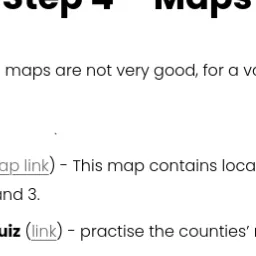 Step 4 – Maps
maps are not very good, for a
ap link) – This map contains loca
and 3.
uiz (link) – practise the counties’